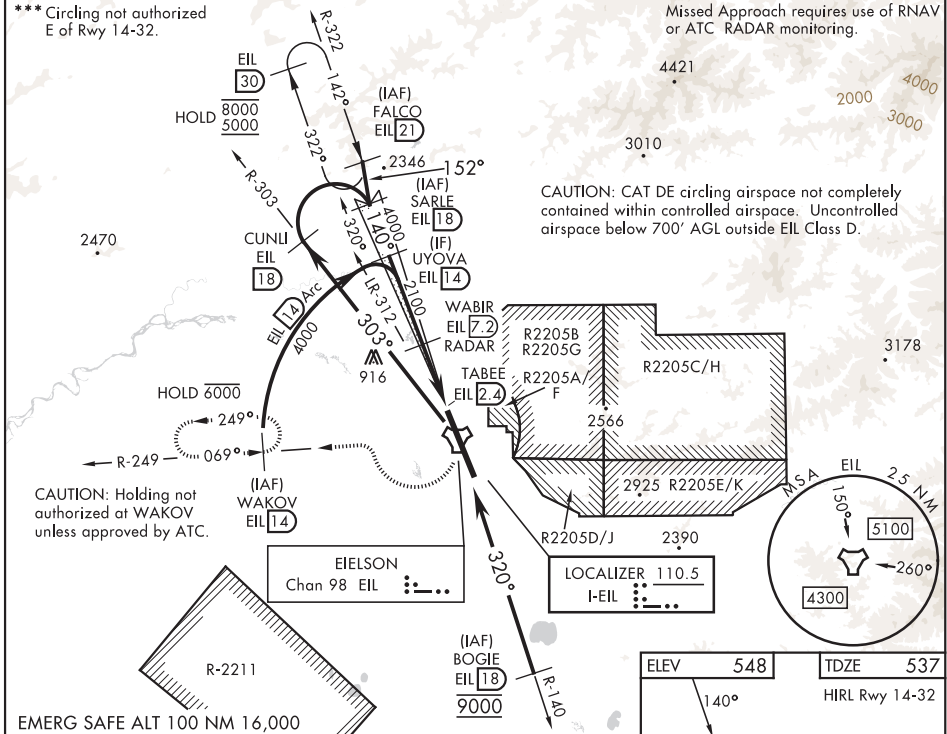 *** Circling not authorized
E of Rwy 14-32.
Missed Approach requires use of RNAV
or ATC RADAR monitoring.
R-322
EIL
30
142°
HOLD 8000
5000
322°
(IAF)
FALCO
EIL 21
4421
4000
2000
3000
3010
2346
152°
R-303
(IAF)
SARLE
EIL 18
CAUTION: CAT DE circling airspace not completely
contained within controlled airspace. Uncontrolled
airspace below 700' AGL outside EIL Class D.
2470
CUNLI
EIL
18
4000
140°
320°
(IF)
UYOVA
EIL 14
2100
LR-312
EIL 14 Arc
4000
303°
916
WABIR
EIL 7.2
RADAR
R2205B
R2205G
R2205C/H
3178
TABEE
EIL 2.4
R2205A/
F
2566
HOLD 6000
249°
R-249
069°
(IAF)
WAKOV
EIL 14
CAUTION: Holding not
authorized at WAKOV
unless approved by ATC.
2925 R2205E/K
R2205D/J
2390
MSA EIL 25 NM
150°
5100
260°
4300
EIELSON
Chan 98 EIL
320°
LOCALIZER 110.5
I-EIL
R-2211
(IAF)
BOGIE
EIL 18
9000
R-140
ELEV 548
TDZE 537
140°
HIRL Rwy 14-32
EMERG SAFE ALT 100 NM 16,000